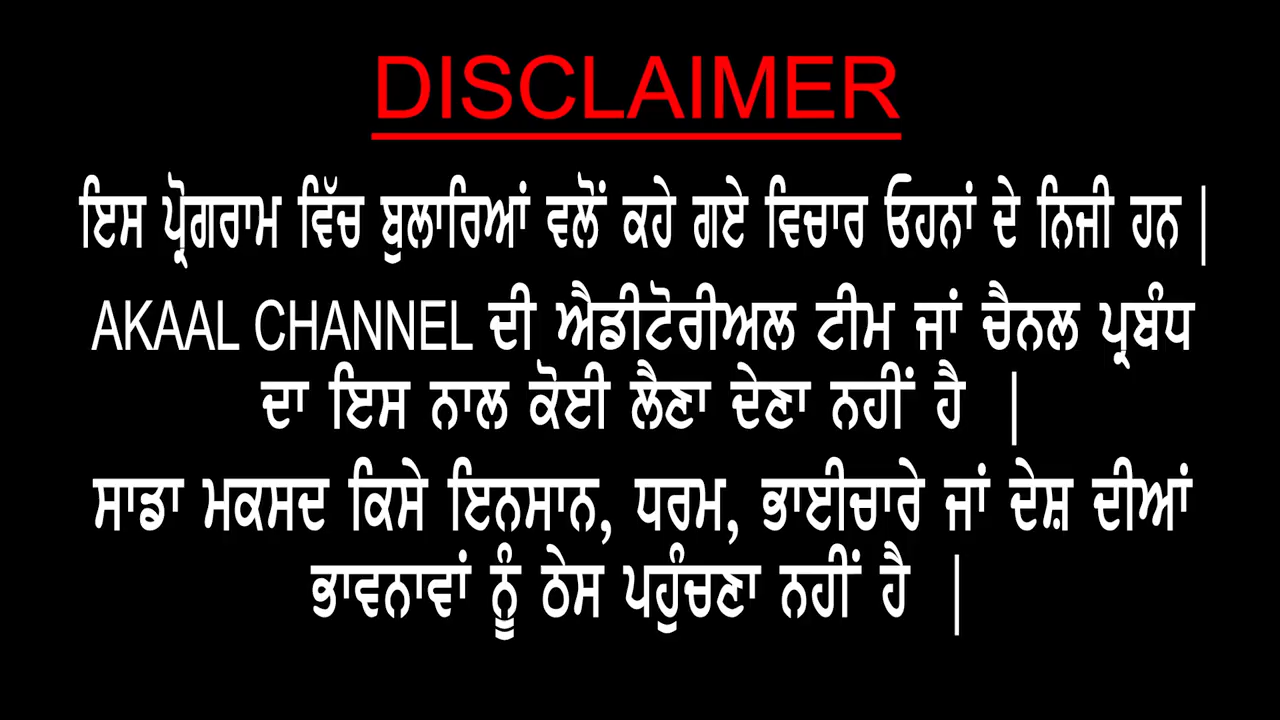 DISCLAIMER
ਇਸ ਪ੍ਰੋਗਰਾਮ ਵਿੱਚ ਬੁਲਾਰਿਆਂ ਵਲੋਂ ਕਹੇ ਗਏ ਵਿਚਾਰ ਓਹਨਾਂ ਦੇ ਨਿਜੀ ਹਨ |
AKAAL CHANNEL ਦੀ ਐਡੀਟੋਰੀਅਲ ਟੀਮ ਜਾਂ ਚੈਨਲ ਪ੍ਰਬੰਧ
ਦਾ ਇਸ ਨਾਲ ਕੋਈ ਲੈਣਾ ਦੇਣਾ ਨਹੀਂ ਹੈ |
ਸਾਡਾ ਮਕਸਦ ਕਿਸੇ ਇਨਸਾਨ, ਧਰਮ, ਭਾਈਚਾਰੇ ਜਾਂ ਦੇਸ਼ ਦੀਆਂ
ਭਾਵਨਾਵਾਂ ਨੂੰ ਠੇਸ ਪਹੁੰਚਣਾ ਨਹੀਂ ਹੈ |